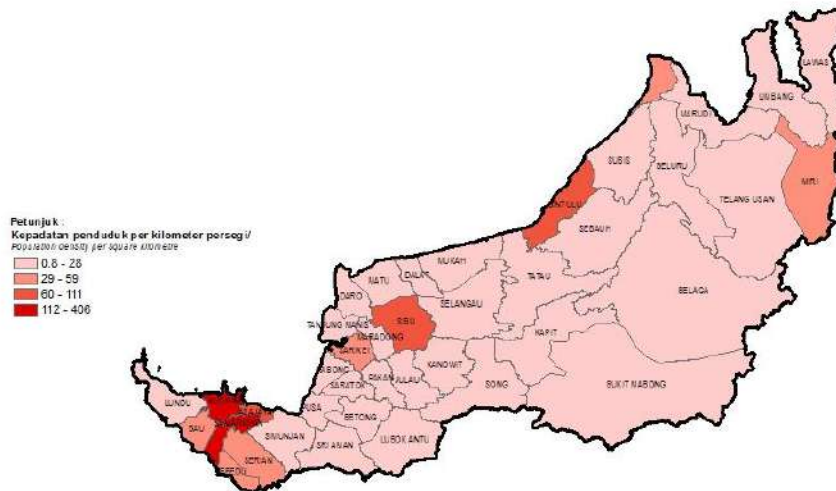 LAWAS
LIMBANG
MARUDI
SUBIS
BELURU
MIRI
TELANG USAN
SEBAUH
Petunjuk :
Kepadatan penduduk per kilometer persegi/
Population density per square kilometre
0.8 - 28
29 - 59
60 - 111
112 - 406
MUKAH
DALAT
MATU
TATAU
BELAGA
DARO
SELANGAU
SIBU
TANJUNG MANIS
KAPIT
MARADONG
SARIKEI
KANOWIT
PAKAN
JULAU
SONG
BUKIT MABONG
SARATOK
LUNDU
PUSA
BETONG
BAU
SIMUNJAN
SRI AMAN
LUBOK ANTU
SERIAN